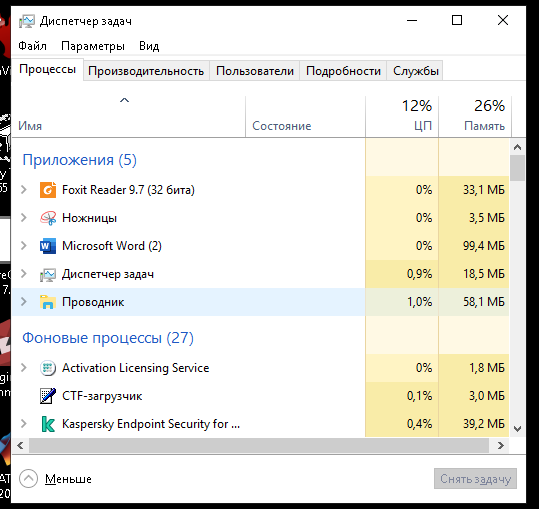 Диспетчер задач
Файл Параметры Вид
Процессы Производительность Пользователи Подробности Службы
12% 26%
Имя Состояние ЦП Память
Приложения (5)
Foxit Reader 9.7 (32 бита) 0% 33,1 МБ
Ножницы 0% 3,5 МБ
Microsoft Word (2) 0% 99,4 МБ
Диспетчер задач 0,9% 18,5 МБ
Проводник 1,0% 58,1 МБ
Фоновые процессы (27)
Activation Licensing Service 0% 1,8 МБ
CTF-загрузчик 0,1% 3,0 МБ
Kaspersky Endpoint Security for ... 0,4% 39,2 МБ
Меньше Снять задачу